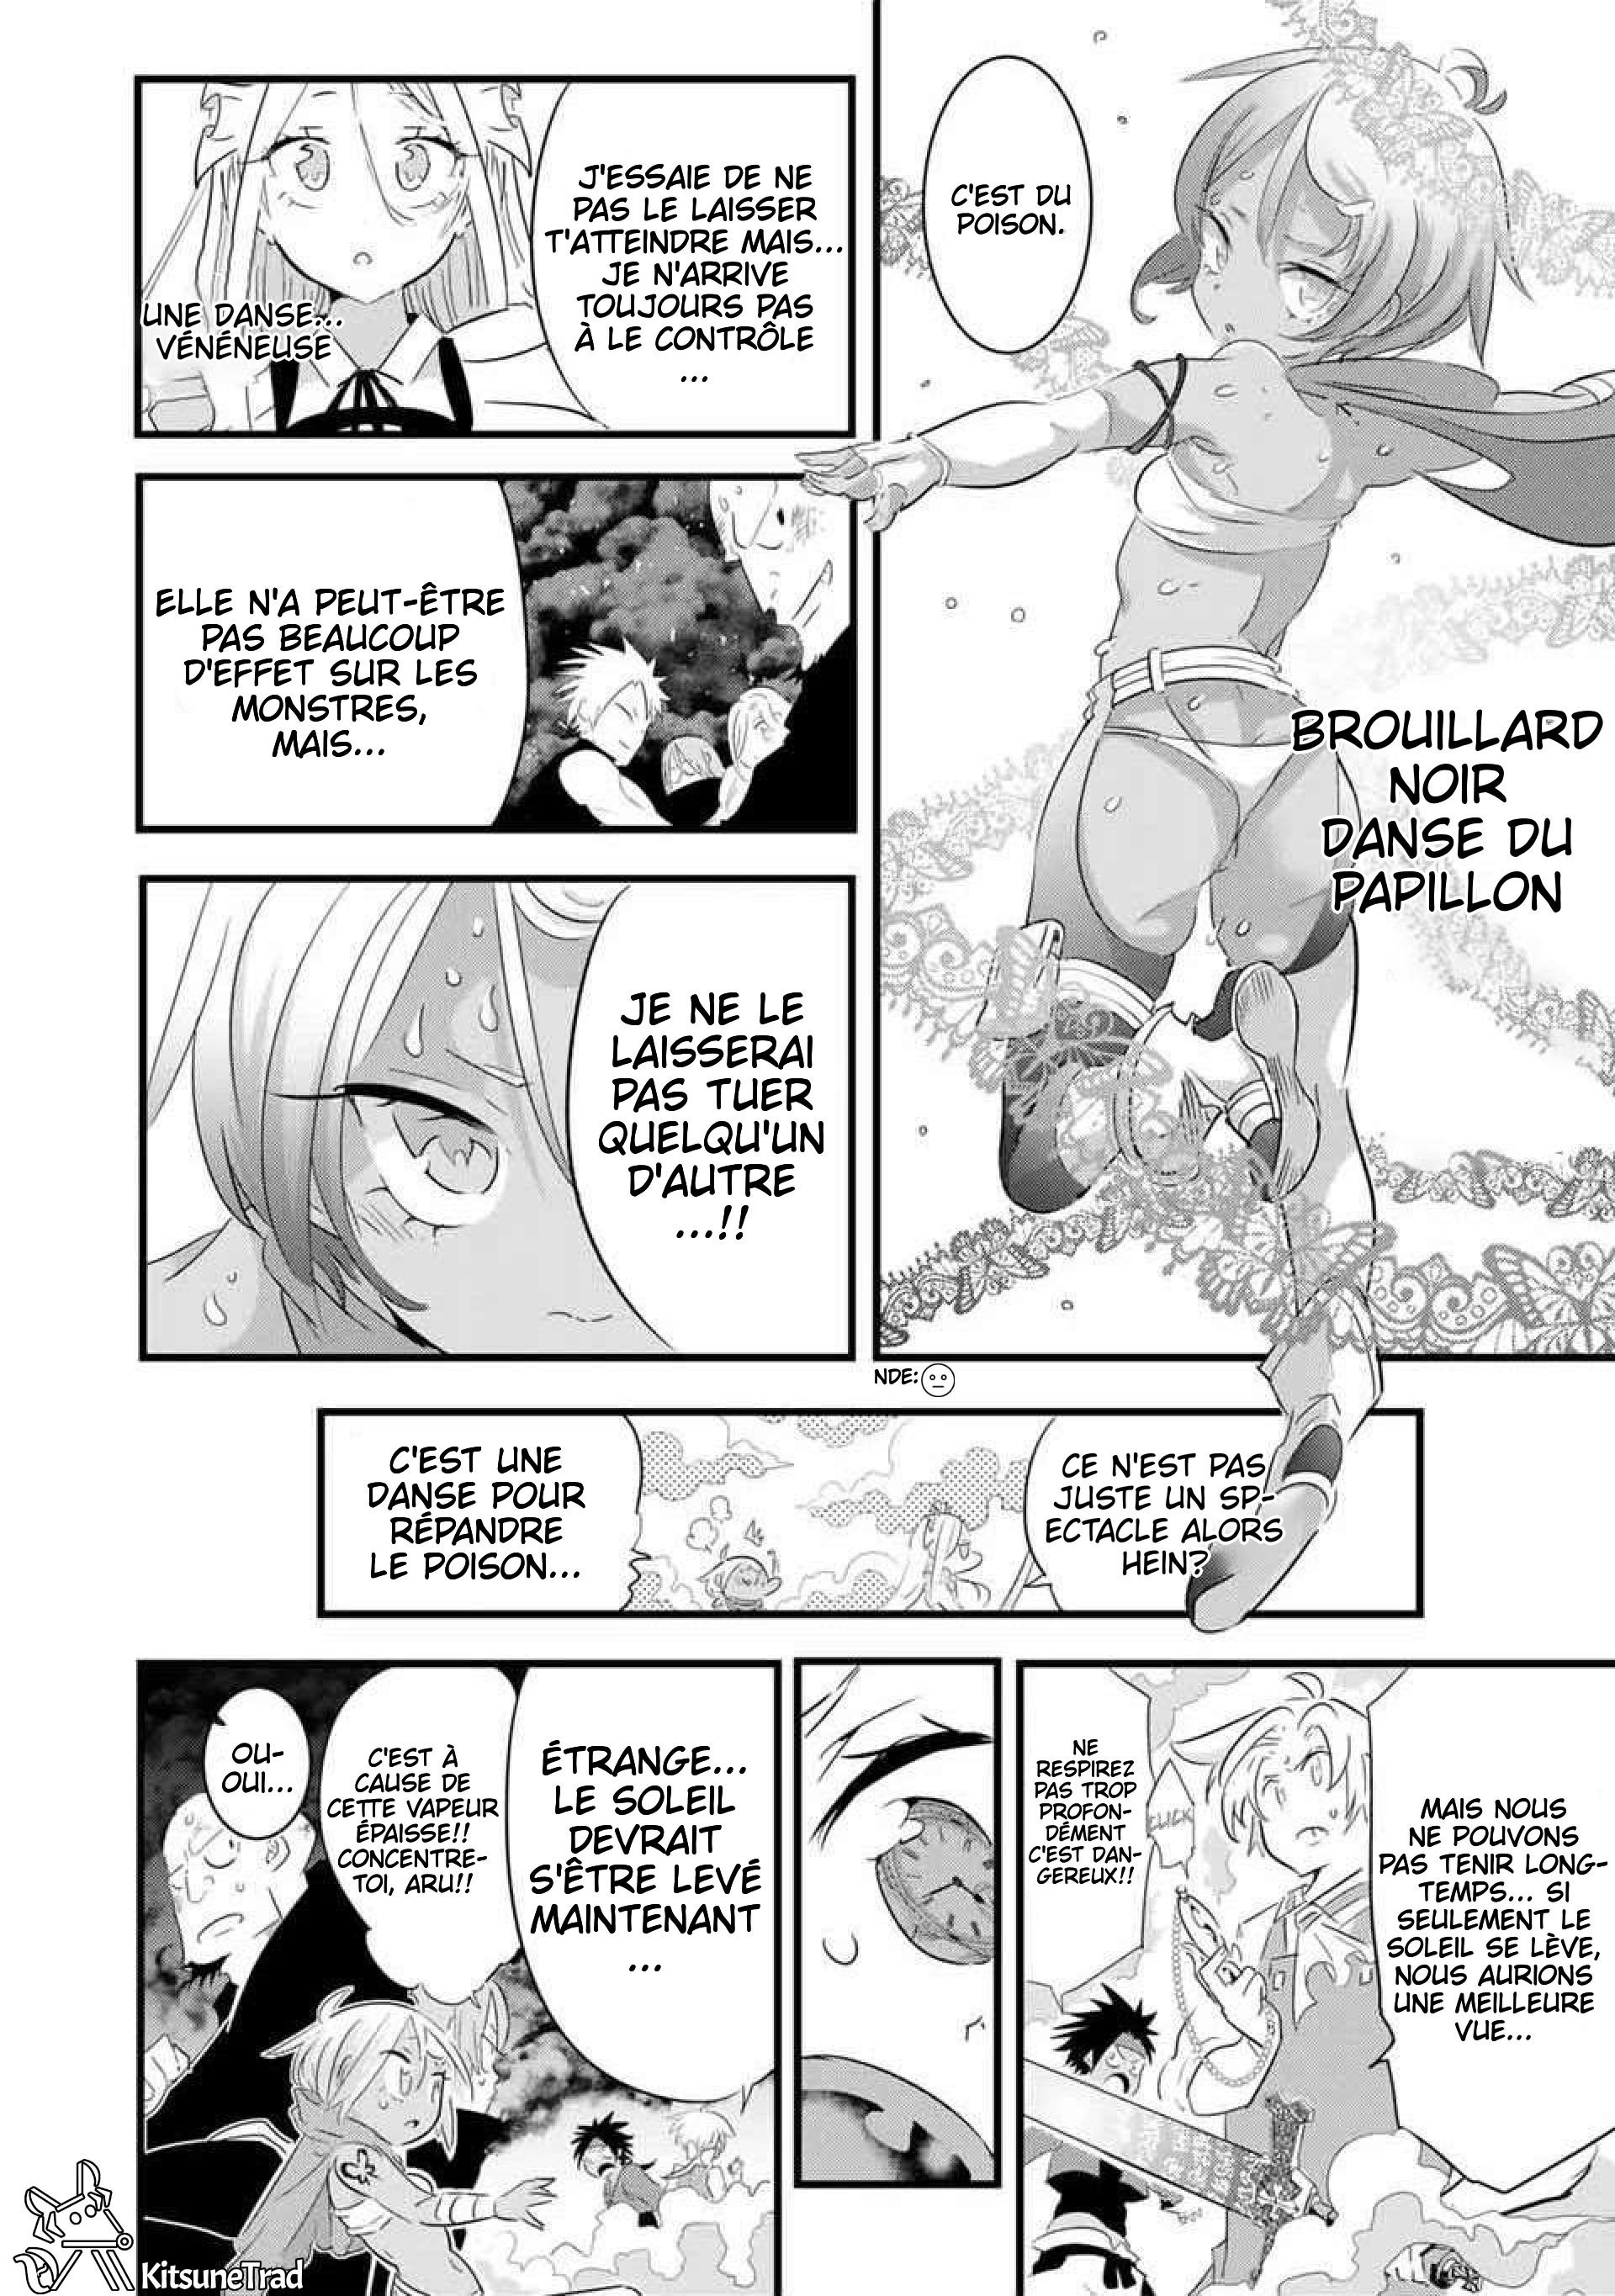 C'EST DU
POISON.
BROUILLARD
NOIR
DANSE DU
PAPILLON
J'ESSAIE DE NE
PAS LE LAISSER
T'ATTEINDRE MAIS...
JE N'ARRIVE
TOUJOURS PAS
À LE CONTRÔLE
...
UNE DANSE...
VÉNÉNEUSE
ELLE N'A PEUT-ÊTRE
PAS BEAUCOUP
D'EFFET SUR LES
MONSTRES,
MAIS...
JE NE LE
LAISSERAI
PAS TUER
QUELQU'UN
D'AUTRE
...!!
NDE:
CE N'EST PAS
JUSTE UN SP-
ECTACLE ALORS
HEIN?
C'EST UNE
DANSE POUR
RÉPANDRE
LE POISON...
MAIS NOUS
NE POUVONS
PAS TENIR LONG-
TEMPS... SI
SEULEMENT LE
SOLEIL SE LÈVE,
NOUS AURIONS
UNE MEILLEURE
VUE...
CLICK
NE
RESPIREZ
PAS TROP
PROFON-
DÉMENT
C'EST DAN-
GEREUX!!
ÉTRANGE...
LE SOLEIL
DEVRAIT
S'ÊTRE LEVÉ
MAINTENANT
...
C'EST À
CAUSE DE
CETTE VAPEUR
ÉPAISSE!!
CONCENTRE-
TOI, ARU!!
OU-
OUI...
KitsuneTrad